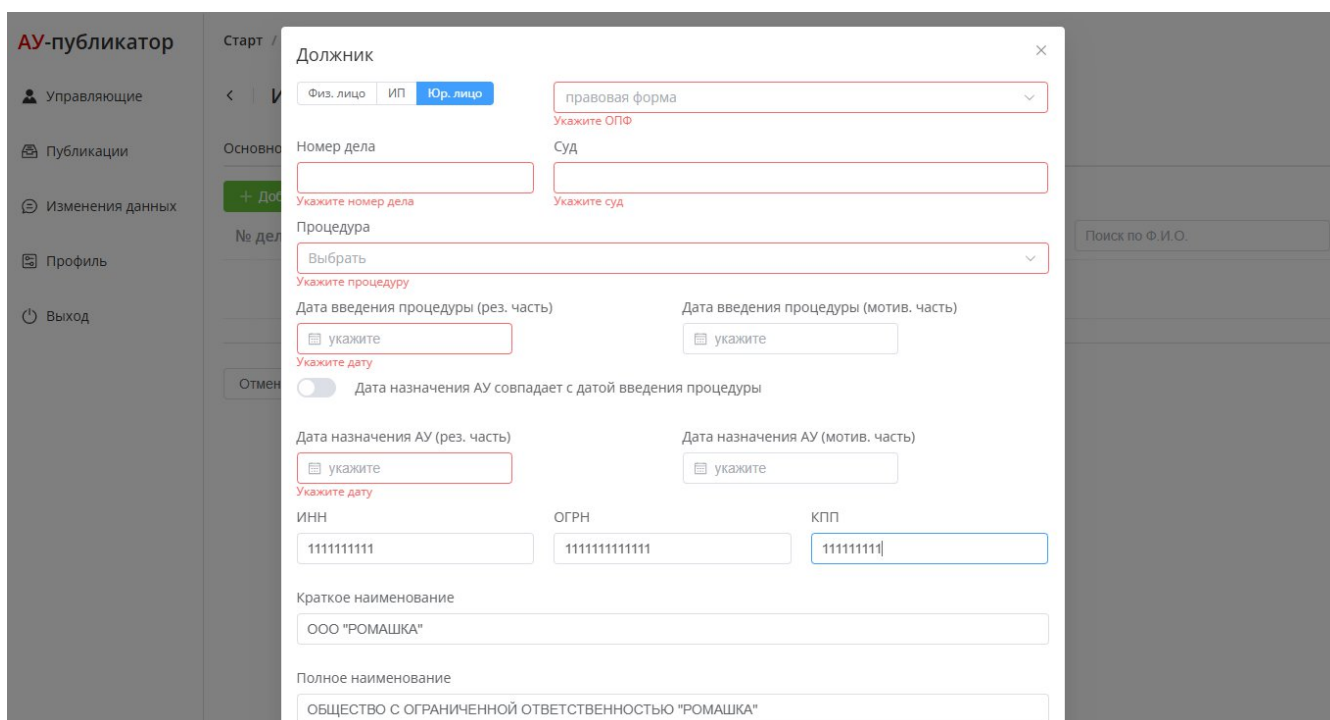 АУ-публикатор
Управляющие
Публикации
Изменения данных
Профиль
Выход
Старт /
<
Основно
+ Доб
№ дел
Поиск по Ф.И.О.
Отмен
Должник
Физ. лицо ИП Юр. лицо
правовая форма
Укажите ОПФ
Номер дела Суд
Укажите номер дела Укажите суд
Процедура
Выбрать
Укажите процедуру
Дата введения процедуры (рез. часть) Дата введения процедуры (мотив. часть)
укажите укажите
Укажите дату
Дата назначения АУ совпадает с датой введения процедуры
Дата назначения АУ (рез. часть) Дата назначения АУ (мотив. часть)
укажите укажите
Укажите дату
ИНН ОГРН КПП
1111111111 1111111111111 111111111
Краткое наименование
ООО "РОМАШКА"
Полное наименование
ОБЩЕСТВО С ОГРАНИЧЕННОЙ ОТВЕТСТВЕННОСТЬЮ "РОМАШКА"